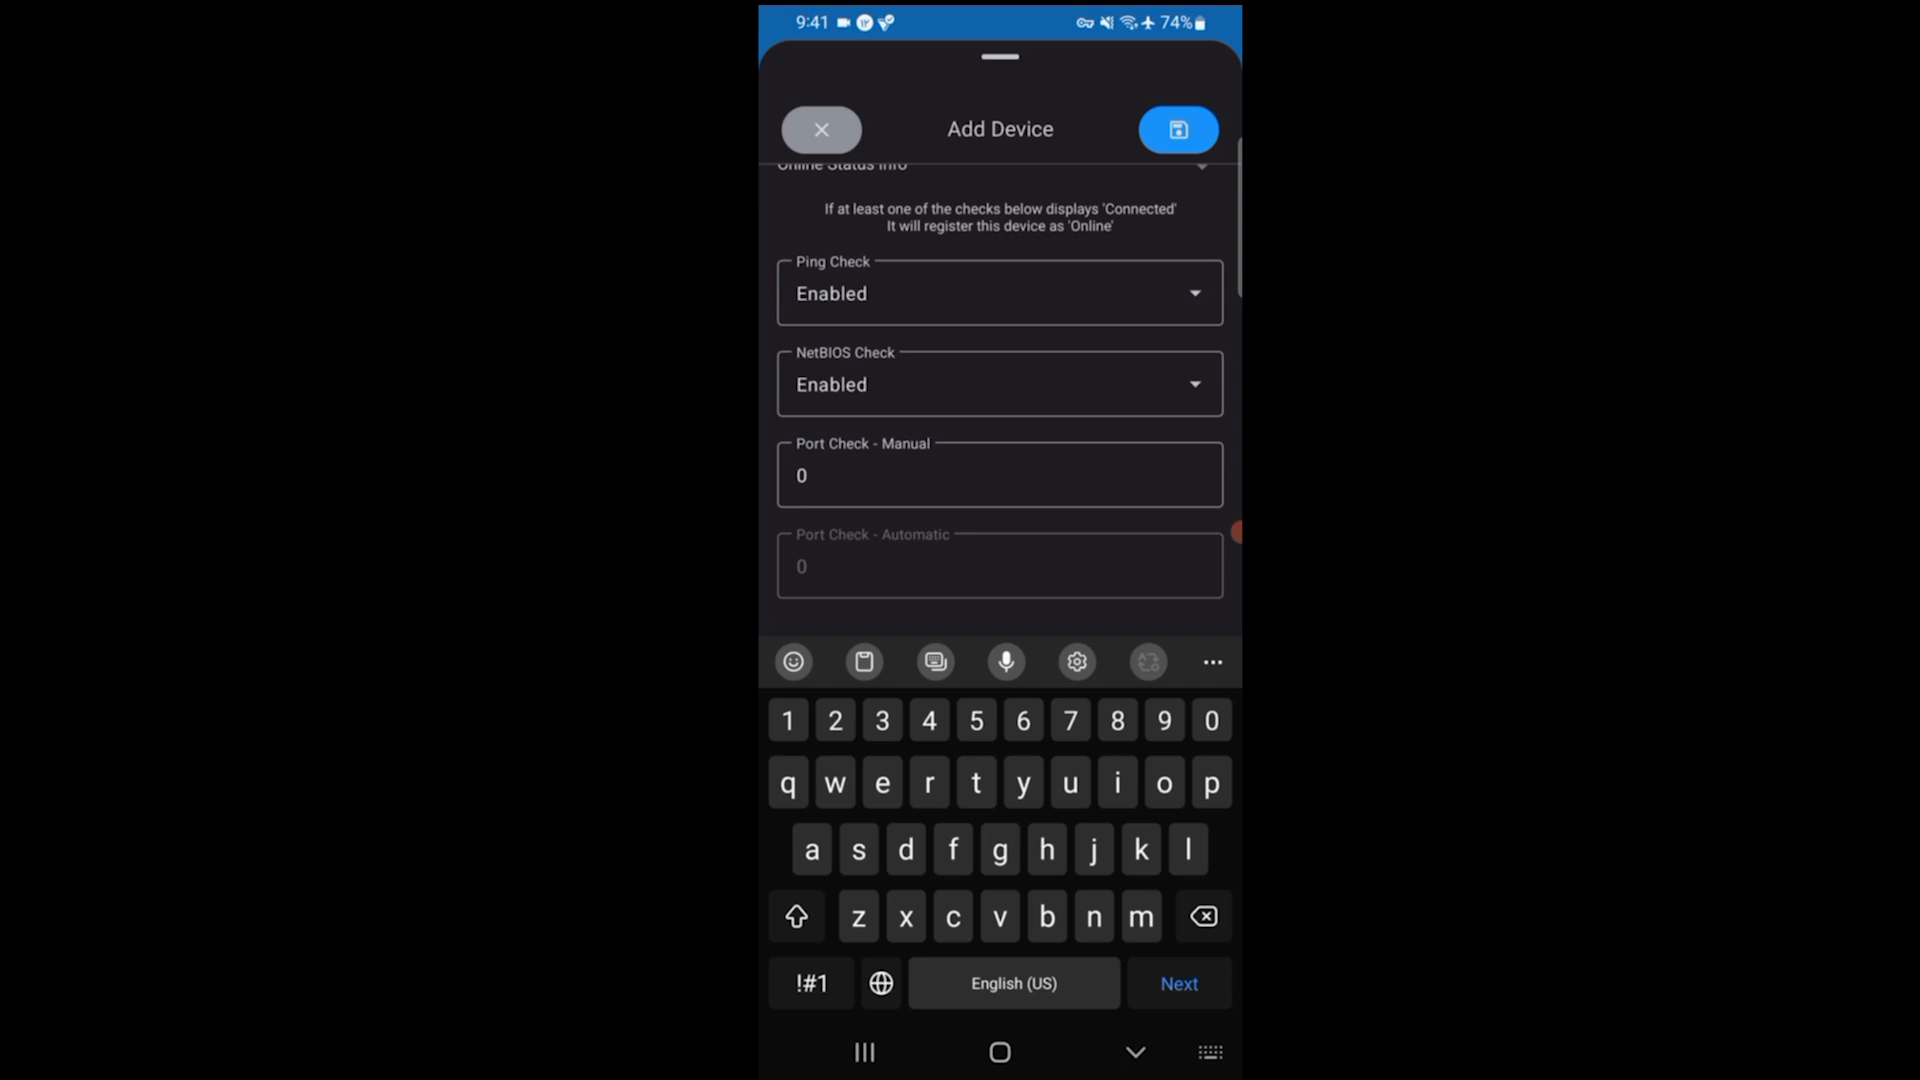 9:41
74%
Add Device
Online Status Info
If at least one of the checks below displays 'Connected'
It will register this device as 'Online'
Ping Check
Enabled
NetBIOS Check
Enabled
Port Check - Manual
0
Port Check - Automatic
0
1 2 3 4 5 6 7 8 9 0
q w e r t y u i o p
a s d f g h j k l
z x c v b n m
!#1 English (US) Next